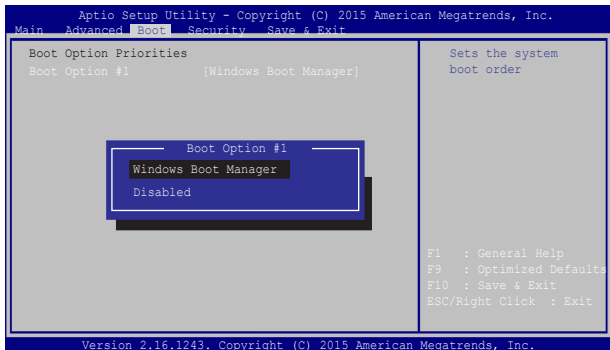 Aptio Setup Utility - Copyright (C) 2015 American Megatrends, Inc.
Main Advanced Boot Security Save & Exit
Boot Option Priorities
Boot Option #1 [Windows Boot Manager]
Sets the system
boot order
Boot Option #1
Windows Boot Manager
Disabled
F1 : General Help
F9 : Optimized Defaults
F10 : Save & Exit
ESC/Right Click : Exit
Version 2.16.1243. Copyright (C) 2015 American Megatrends, Inc.